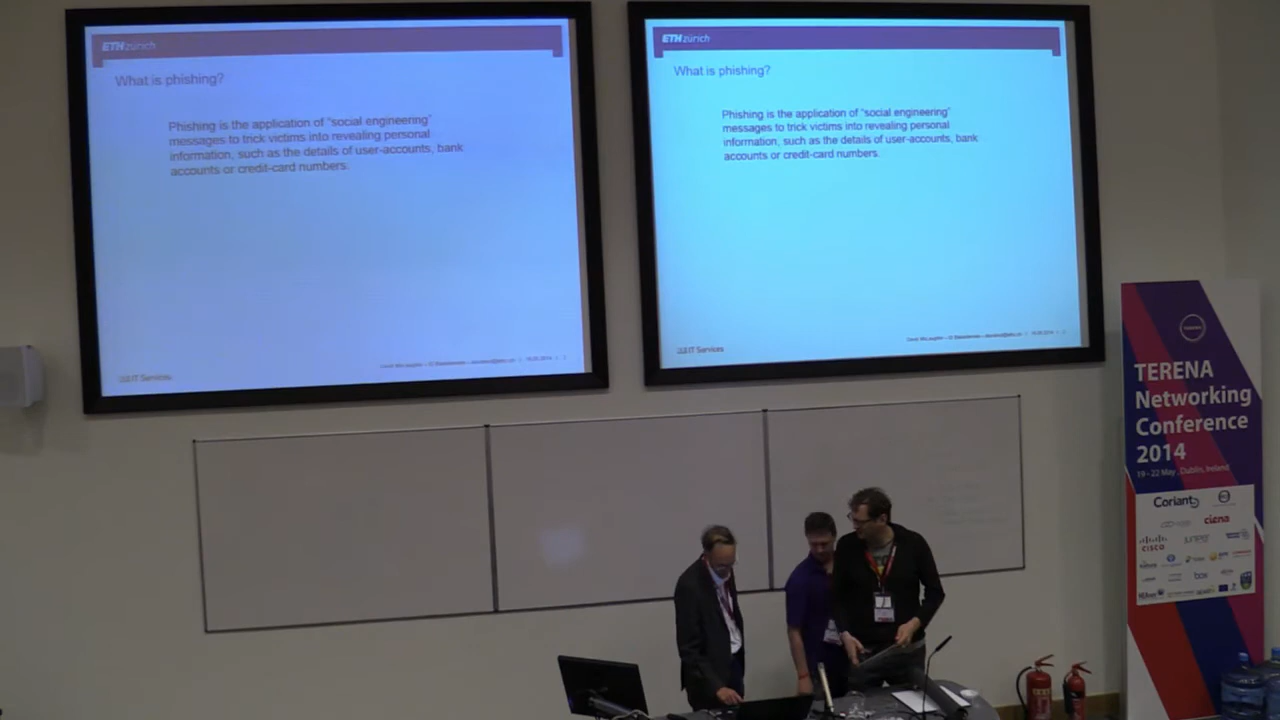 ETH zürich
What is phishing?
Phishing is the application of "social engineering"
messages to trick victims into revealing personal
information, such as the details of user-accounts, bank
accounts or credit-card numbers.
IT Services
ETH zürich
What is phishing?
Phishing is the application of "social engineering"
messages to trick victims into revealing personal
information, such as the details of user-accounts, bank
accounts or credit-card numbers.
IT Services
TERENA
Networking
Conference
2014
19 - 22 May, Dublin, Ireland
Coriant
ciena
CISCO
juniper
box